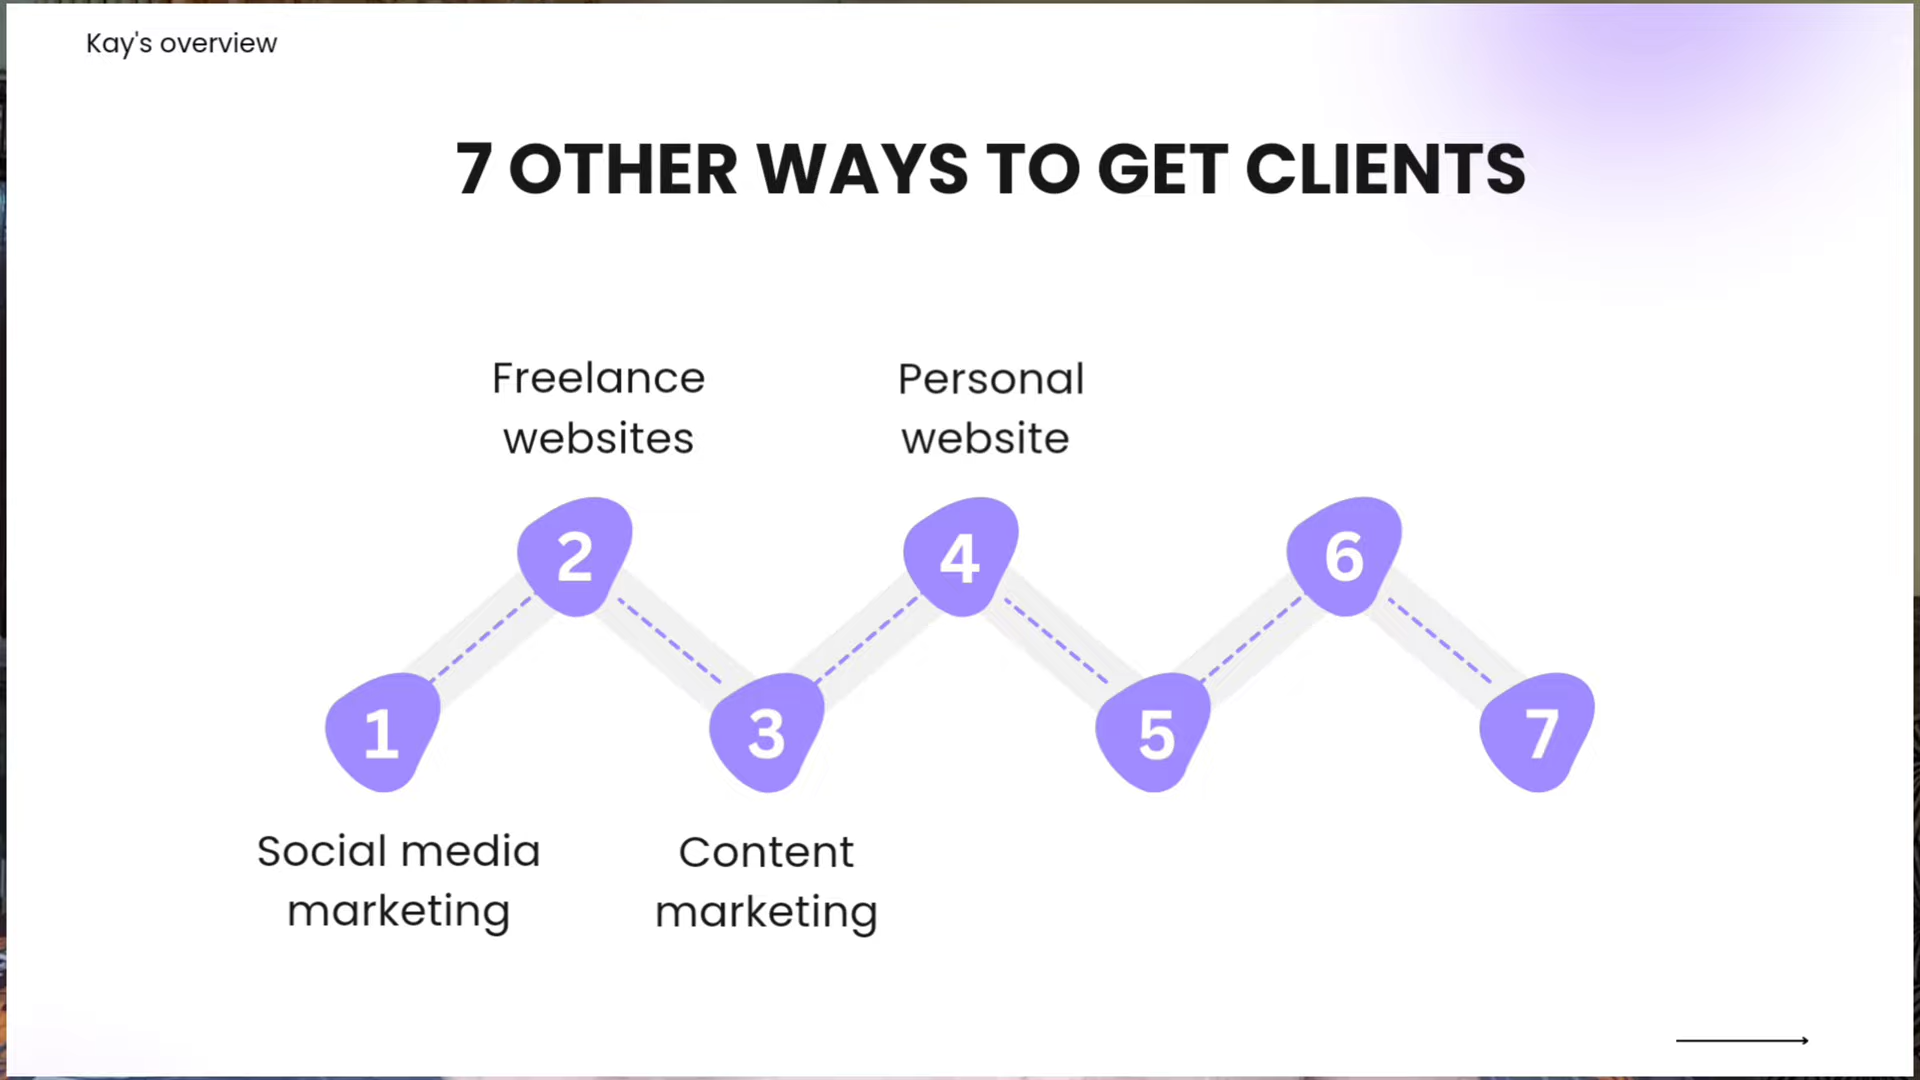 Kay's overview
7 OTHER WAYS TO GET CLIENTS
Freelance
websites
Personal
website
2
4
6
1
3
5
7
Social media
marketing
Content
marketing